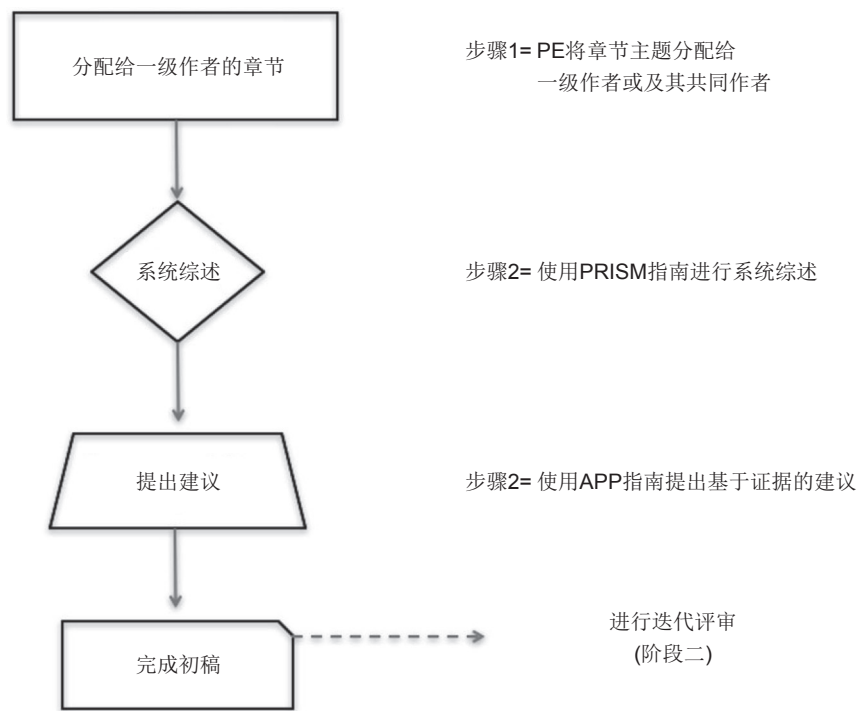 分配给一级作者的章节
步骤1= PE将章节主题分配给
一级作者或及其共同作者
系统综述
步骤2= 使用PRISM指南进行系统综述
提出建议
步骤2= 使用APP指南提出基于证据的建议
完成初稿
进行迭代评审
(阶段二)